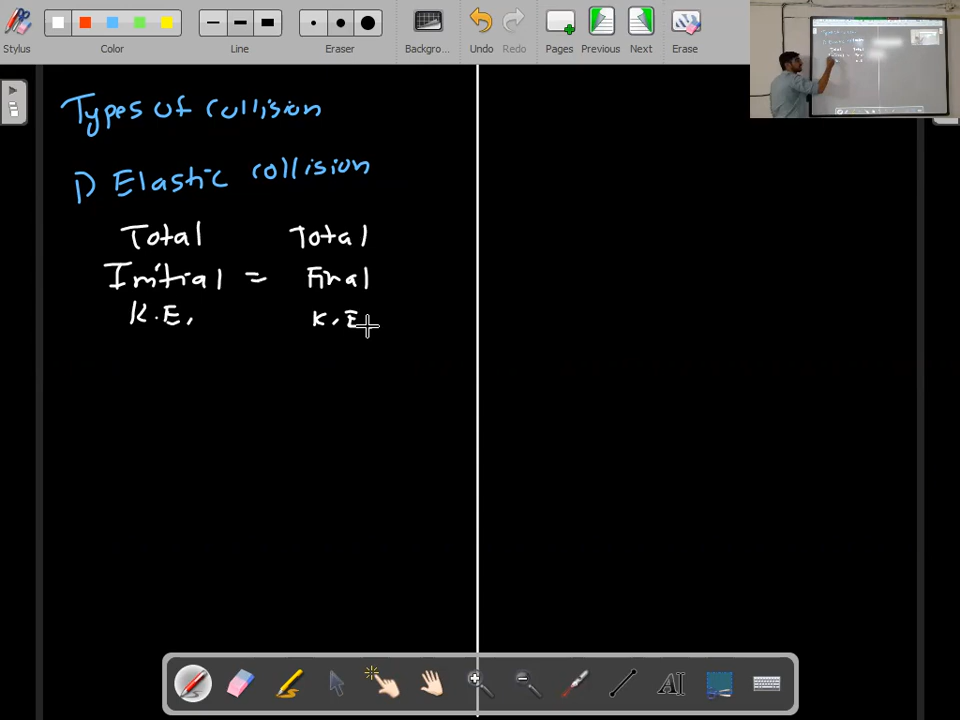 Stylus
Color
Line
Eraser
Backgro...
Undo
Redo
Pages
Previous
Next
Erase
Types of collision
1) Elastic collision
Total Total
Initial = Final
K.E. K.E